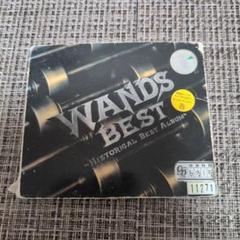 WANDS
BEST
~HISTORICAL BEST ALBUM~
11271